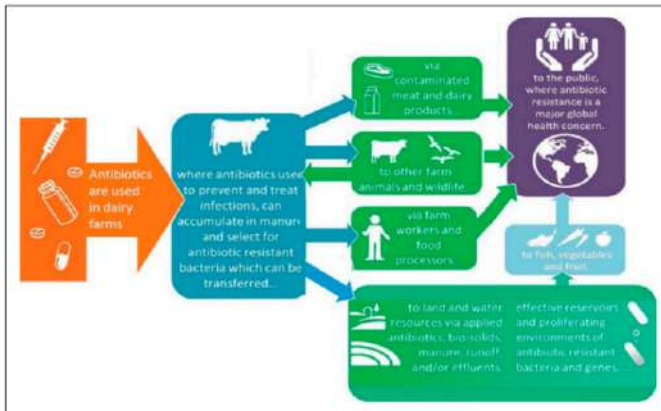 Antibiotics
are used
in dairy
farms
where antibiotics used
to prevent and treat
infections, can
accumulate in manure
and select for
antibiotic resistant
bacteria which can be
transferred...
via
contaminated
meat and dairy
products...
to other farm
animals and wildlife.
via farm
workers and
food
processors.
to land and water
resources via applied
antibiotics, bio-solids,
manure, runoff,
and/or effluents.
effective reservoirs
and proliferating
environments of
antibiotic resistant
bacteria and genes.
to fish, vegetables
and fruit.
to the public,
where antibiotic
resistance is a
major global
health concern.